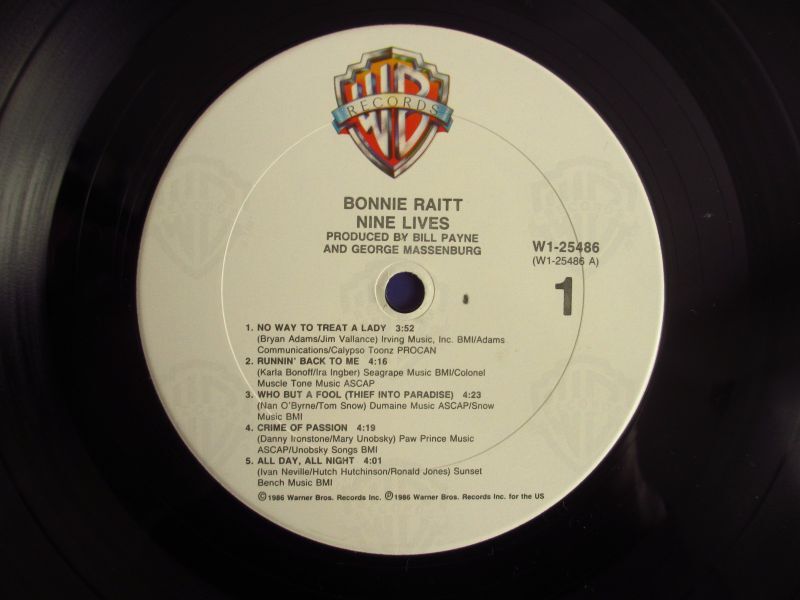 WB
RECORDS
BONNIE RAITT
NINE LIVES
PRODUCED BY BILL PAYNE
AND GEORGE MASSENBURG
W1-25486
(W1-25486 A)
1
1. NO WAY TO TREAT A LADY 3:52
(Bryan Adams/Jim Vallance) Irving Music, Inc. BMI/Adams
Communications/Calypso Toonz PROCAN
2. RUNNIN' BACK TO ME 4:16
(Karla Bonoff/Ira Ingber) Seagrape Music BMI/Colonel
Muscle Tone Music ASCAP
3. WHO BUT A FOOL (THIEF INTO PARADISE) 4:23
(Nan O'Byrne/Tom Snow) Dumaine Music ASCAP/Snow
Music BMI
4. CRIME OF PASSION 4:19
(Danny Ironstone/Mary Unobsky) Paw Prince Music
ASCAP/Unobsky Songs BMI
5. ALL DAY, ALL NIGHT 4:01
(Ivan Neville/Hutch Hutchinson/Ronald Jones) Sunset
Bench Music BMI
©1986 Warner Bros. Records Inc. ℗1986 Warner Bros. Records Inc. for the US